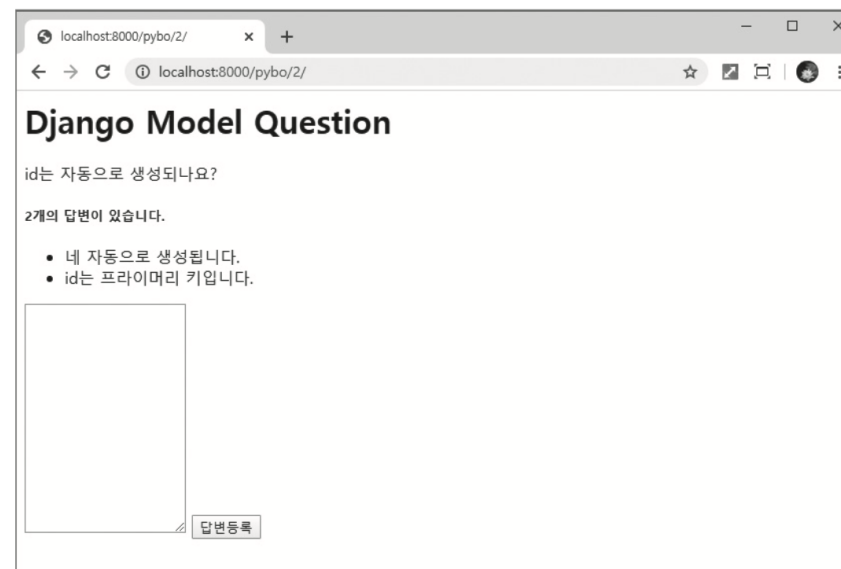 localhost:8000/pybo/2/
localhost:8000/pybo/2/
Django Model Question
id는 자동으로 생성되나요?
2개의 답변이 있습니다.
네 자동으로 생성됩니다.
id는 프라이머리 키입니다.
답변등록